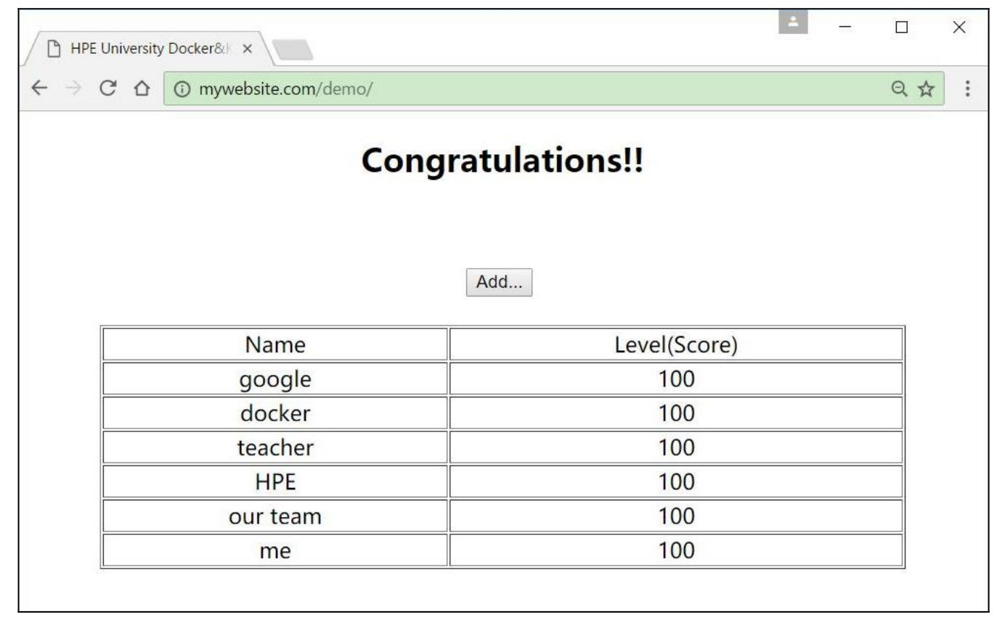 HPE University Docker&
mywebsite.com/demo/
Congratulations!!
Add...
Name Level(Score)
google 100
docker 100
teacher 100
HPE 100
our team 100
me 100